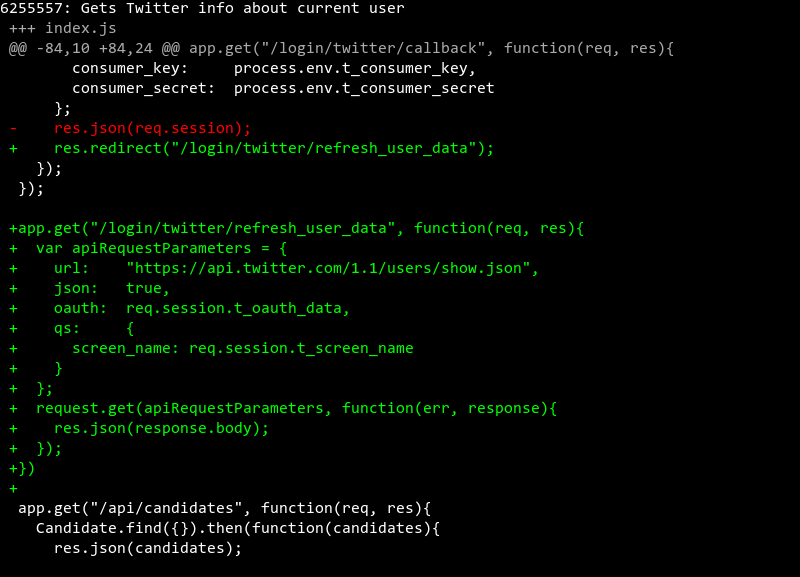 6255557: Gets Twitter info about current user
+++ index.js
@@ -84,10 +84,24 @@ app.get("/login/twitter/callback", function(req, res){
       consumer_key:     process.env.t_consumer_key,
       consumer_secret:  process.env.t_consumer_secret
     };
-    res.json(req.session);
+    res.redirect("/login/twitter/refresh_user_data");
   });
 });

+app.get("/login/twitter/refresh_user_data", function(req, res){
+  var apiRequestParameters = {
+    url:    "https://api.twitter.com/1.1/users/show.json",
+    json:   true,
+    oauth:  req.session.t_oauth_data,
+    qs:     {
+      screen_name: req.session.t_screen_name
+    }
+  };
+  request.get(apiRequestParameters, function(err, response){
+    res.json(response.body);
+  });
+})
+
 app.get("/api/candidates", function(req, res){
   Candidate.find({}).then(function(candidates){
     res.json(candidates);